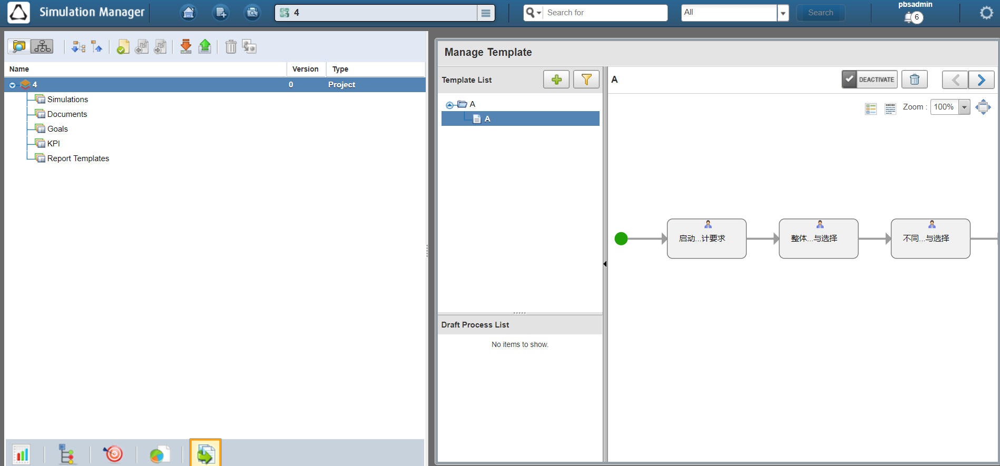 Simulation Manager
4
Search for
All
Search
pbsadmin
6
Name Version Type
4 0 Project
Simulations
Documents
Goals
KPI
Report Templates
Manage Template
Template List
A
A
Draft Process List
No items to show.
A
DEACTIVATE
Zoom : 100%
启动...计要求
整体...与选择
不同...与选择